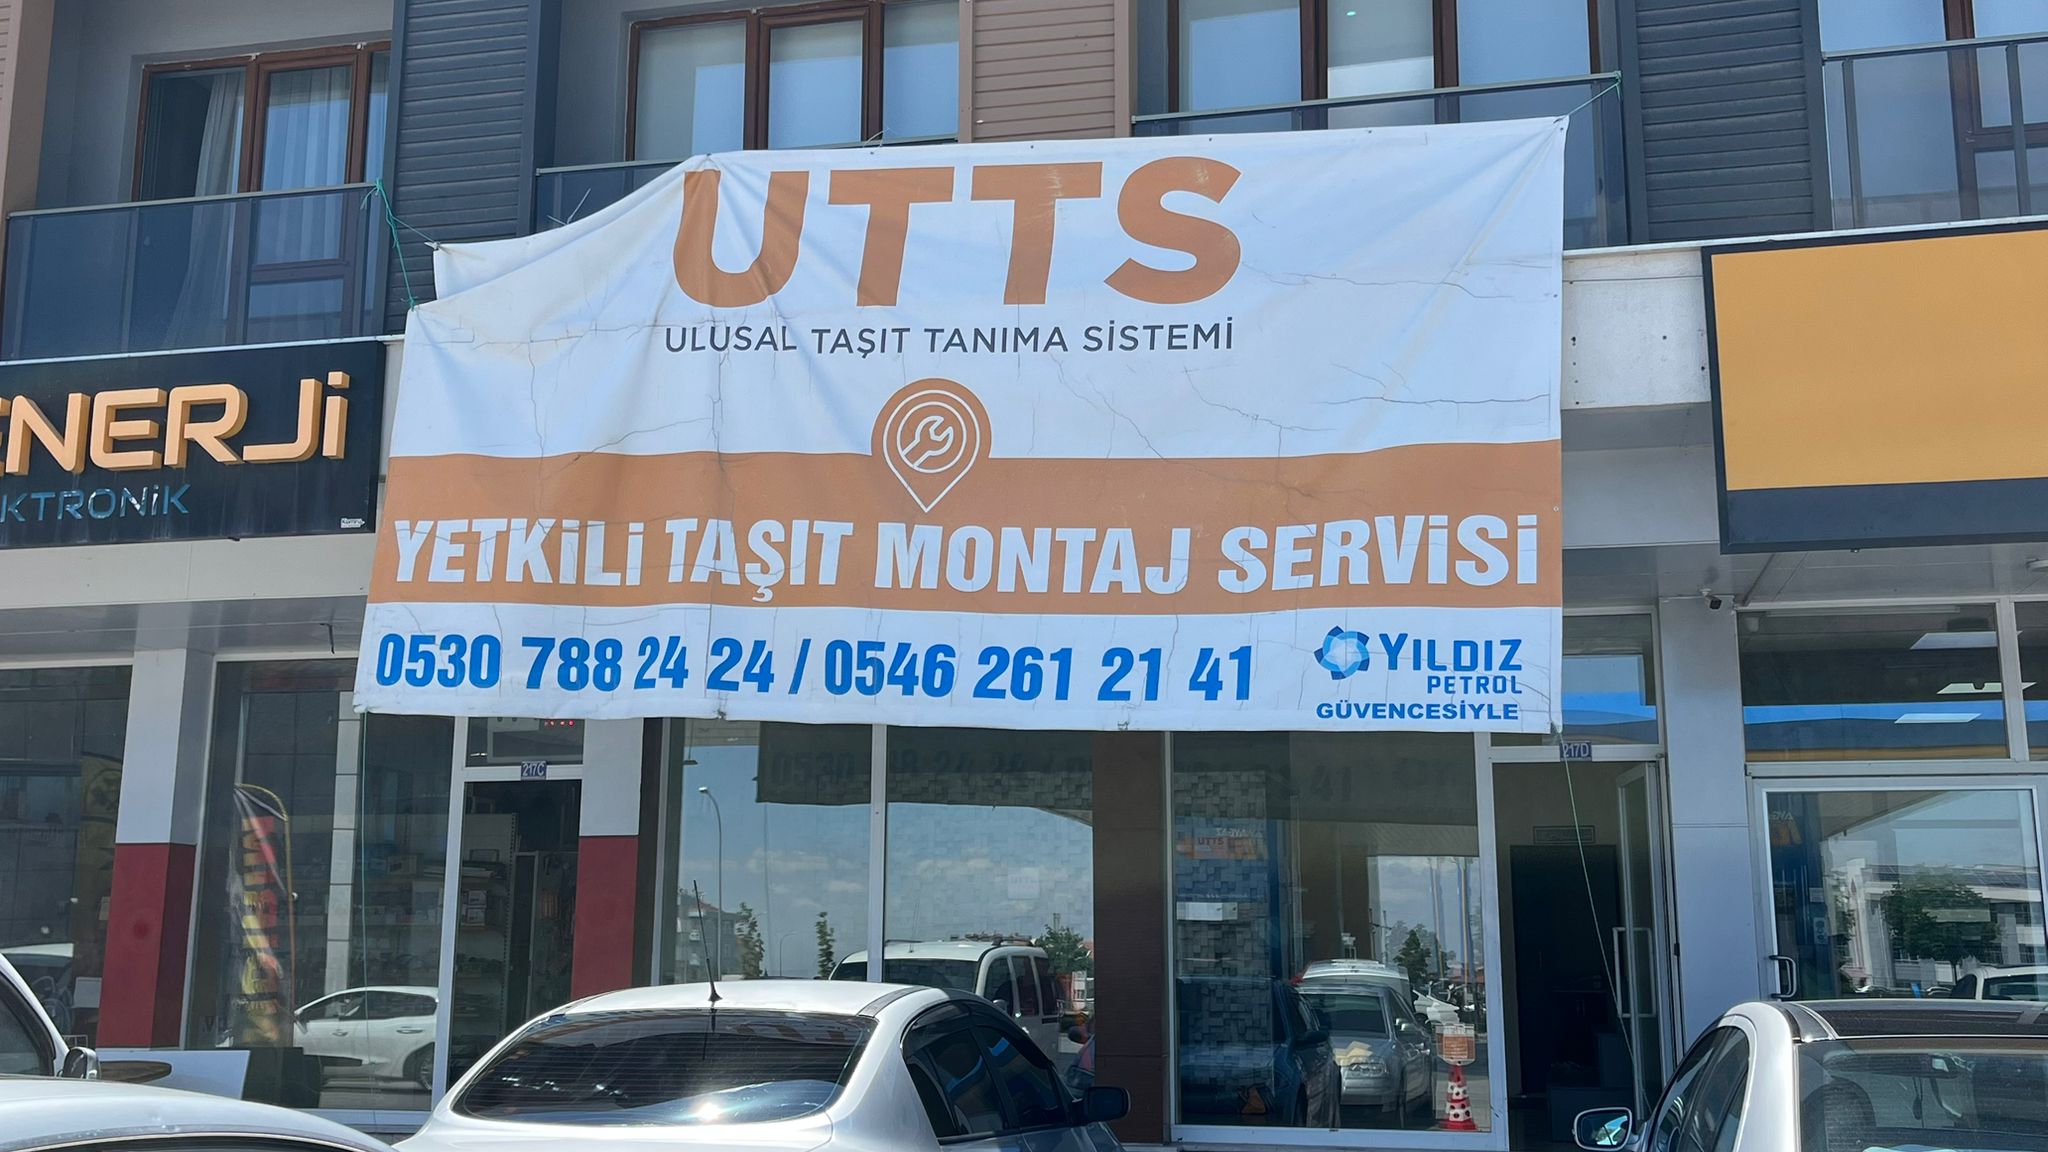 UTTS
ULUSAL TAŞIT TANIMA SİSTEMİ
YETKİLİ TAŞIT MONTAJ SERVİSİ
0530 788 24 24 / 0546 261 21 41
YILDIZ
PETROL
GÜVENCESİYLE
ENERJİ
KTRONİK
217C
217D
UTTS